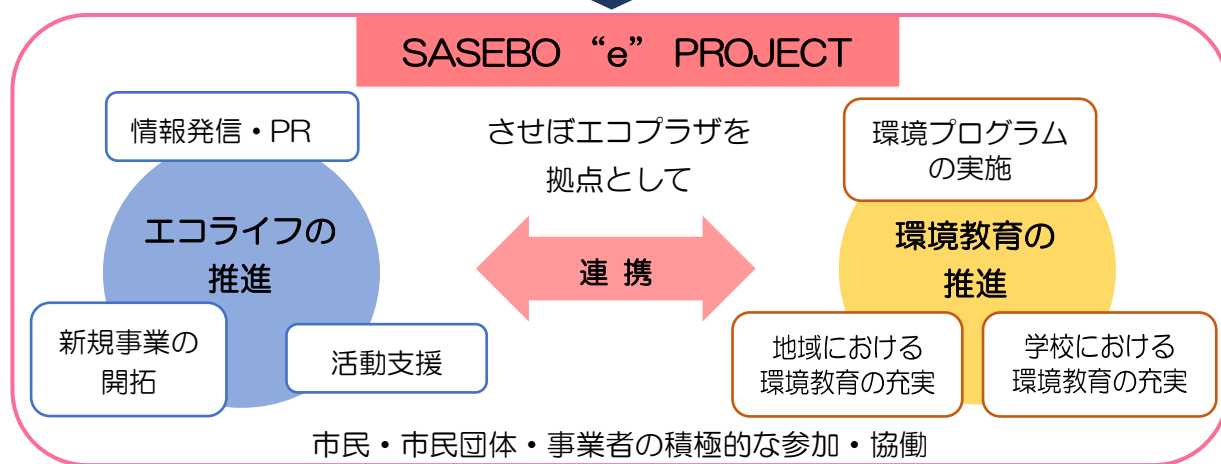 SASEBO “e” PROJECT
情報発信・PR
エコライフの
推進
新規事業の
開拓
活動支援
させぼエコプラザを
拠点として
連 携
環境プログラム
の実施
環境教育の
推進
地域における
環境教育の充実
学校における
環境教育の充実
市民・市民団体・事業者の積極的な参加・協働